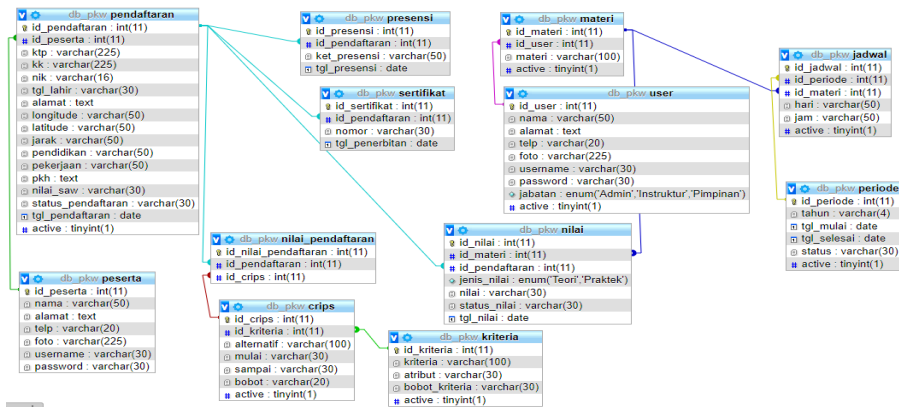 db_pkw pendaftaran
id_pendaftaran : int(11)
id_peserta : int(11)
ktp : varchar(225)
kk : varchar(225)
nik : varchar(16)
tgl_lahir : varchar(30)
alamat : text
longitude : varchar(50)
latitude : varchar(50)
jarak : varchar(50)
pendidikan : varchar(50)
pekerjaan : varchar(50)
pkh : text
nilai_saw : varchar(30)
status_pendaftaran : varchar(30)
tgl_pendaftaran : date
active : tinyint(1)
db_pkw presensi
id_presensi : int(11)
id_pendaftaran : int(11)
ket_presensi : varchar(50)
tgl_presensi : date
db_pkw sertifikat
id_sertifikat : int(11)
id_pendaftaran : int(11)
nomor : varchar(30)
tgl_penerbitan : date
db_pkw materi
id_materi : int(11)
id_user : int(11)
materi : varchar(100)
active : tinyint(1)
db_pkw user
id_user : int(11)
nama : varchar(50)
alamat : text
telp : varchar(20)
foto : varchar(225)
username : varchar(30)
password : varchar(30)
jabatan : enum('Admin','Instruktur','Pimpinan')
active : tinyint(1)
db_pkw jadwal
id_jadwal : int(11)
id_periode : int(11)
id_materi : int(11)
hari : varchar(50)
jam : varchar(50)
active : tinyint(1)
db_pkw periode
id_periode : int(11)
tahun : varchar(4)
tgl_mulai : date
tgl_selesai : date
status : varchar(30)
active : tinyint(1)
db_pkw nilai_pendaftaran
id_nilai_pendaftaran : int(11)
id_pendaftaran : int(11)
id_crips : int(11)
db_pkw nilai
id_nilai : int(11)
id_materi : int(11)
id_pendaftaran : int(11)
jenis_nilai : enum('Teori','Praktek')
nilai : varchar(30)
status_nilai : varchar(30)
tgl_nilai : date
db_pkw peserta
id_peserta : int(11)
nama : varchar(50)
alamat : text
telp : varchar(20)
foto : varchar(225)
username : varchar(30)
password : varchar(30)
db_pkw crips
id_crips : int(11)
id_kriteria : int(11)
alternatif : varchar(100)
mulai : varchar(30)
sampai : varchar(30)
bobot : varchar(20)
active : tinyint(1)
db_pkw kriteria
id_kriteria : int(11)
kriteria : varchar(100)
atribut : varchar(30)
bobot_kriteria : varchar(30)
active : tinyint(1)